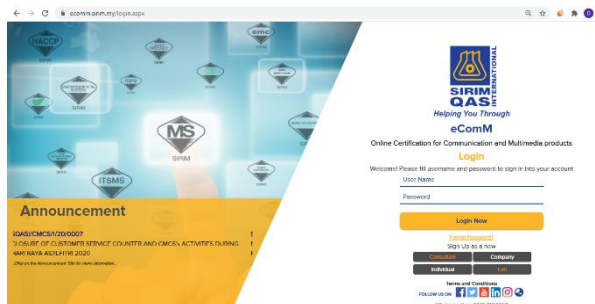 ecomm.sirim.my/login.aspx
HACCP
emc
SIRIM
MS
SIRIM
ITSMS
SIRIM
QAS
INTERNATIONAL
Helping You Through
eComM
Online Certification for Communication and Multimedia products
Login
Welcome! Please fill username and password to sign in into your account
User Name
Password
Login Now
Forgot Password?
Sign Up
as a now
Consultant
Company
Individual
Lab
Terms and Conditions
FOLLOW US ON
Announcement
SQASI/CMCS/1/20/0007
CLOSURE OF CUSTOMER SERVICE COUNTER AND CMCS's ACTIVITIES DURING
HARI RAYA AIDILFITRI 2020
Click on the Announcement Title for more information...